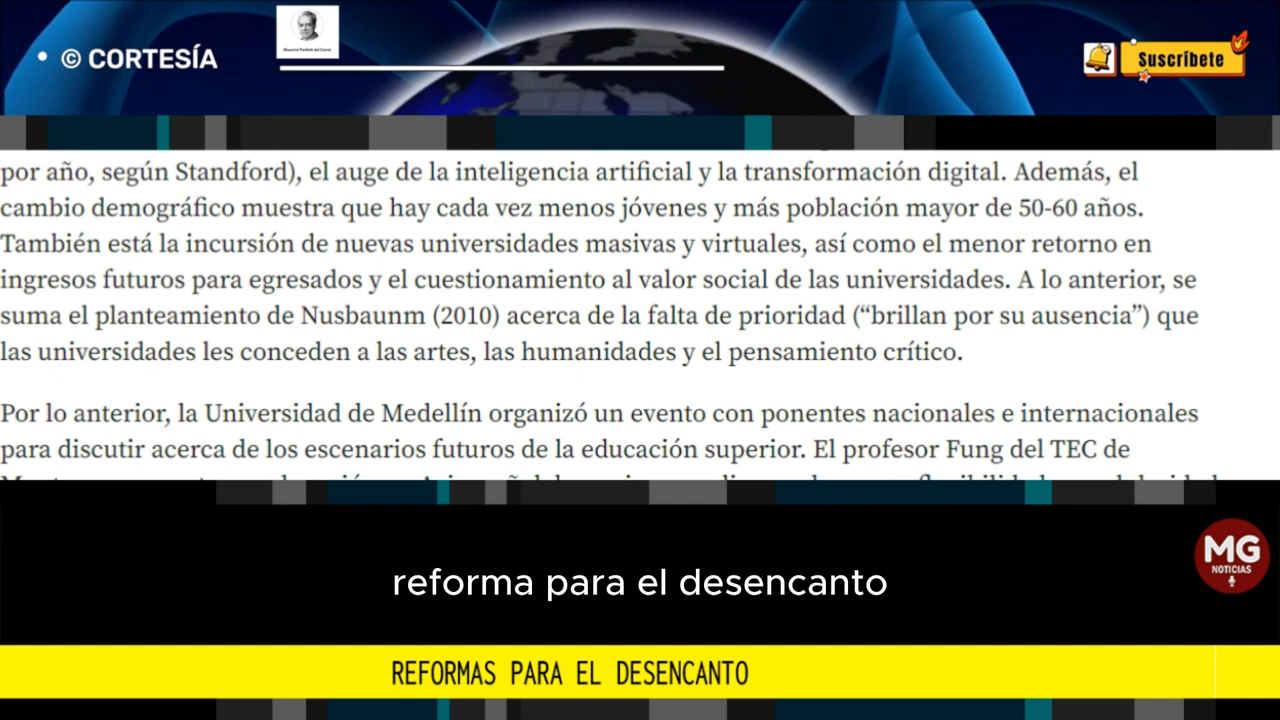 • © CORTESÍA
Suscríbete
por año, según Standford), el auge de la inteligencia artificial y la transformación digital. Además, el
cambio demográfico muestra que hay cada vez menos jóvenes y más población mayor de 50-60 años.
También está la incursión de nuevas universidades masivas y virtuales, así como el menor retorno en
ingresos futuros para egresados y el cuestionamiento al valor social de las universidades. A lo anterior, se
suma el planteamiento de Nusbaunm (2010) acerca de la falta de prioridad (“brillan por su ausencia”) que
las universidades les conceden a las artes, las humanidades y el pensamiento crítico.
Por lo anterior, la Universidad de Medellín organizó un evento con ponentes nacionales e internacionales
para discutir acerca de los escenarios futuros de la educación superior. El profesor Fung del TEC de
MG
NOTICIAS
reforma para el desencanto
REFORMAS PARA EL DESENCANTO